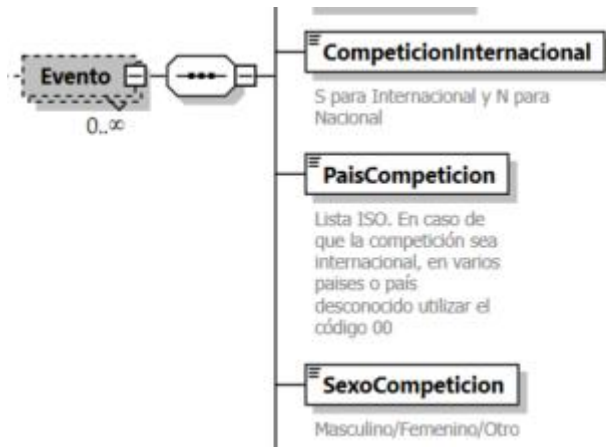 CompeticionInternacional
Evento
0..∞
S para Internacional y N para
Nacional
PaisCompeticion
Lista ISO. En caso de
que la competición sea
internacional, en varios
paises o país
desconocido utilizar el
código 00
SexoCompeticion
Masculino/Femenino/Otro